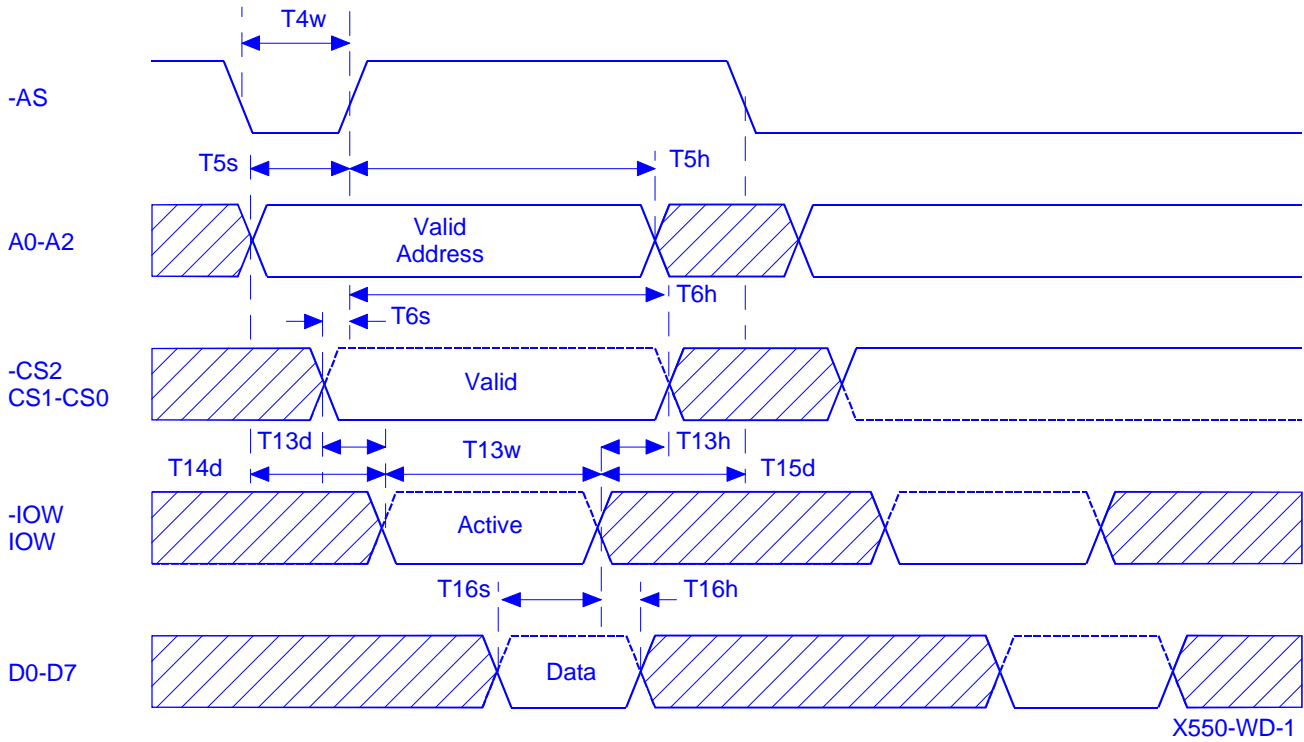 T4w
-AS
T5s
T5h
A0-A2
Valid
Address
T6h
T6s
-CS2
CS1-CS0
Valid
T13d
T13w
T13h
T14d
T15d
-IOW
IOW
Active
T16s
T16h
D0-D7
Data
X550-WD-1